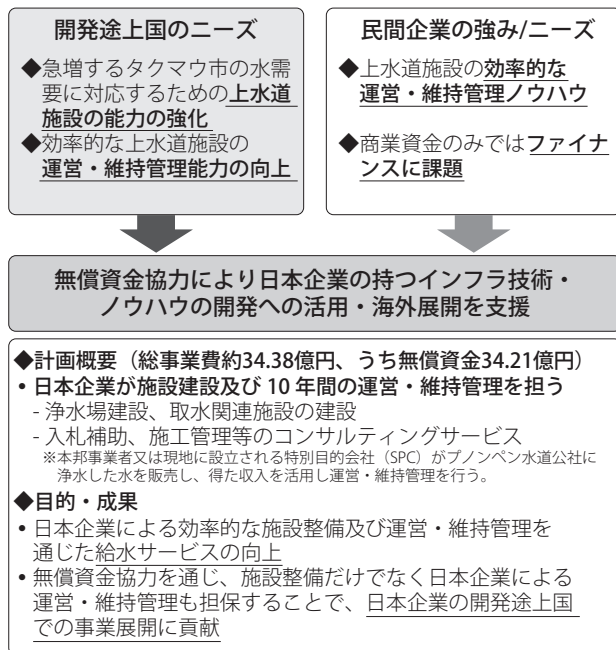 開発途上国のニーズ
◆急増するタクマウ市の水需
要に対応するための上水道
施設の能力の強化
◆効率的な上水道施設の
運営・維持管理能力の向上
民間企業の強み/ニーズ
◆上水道施設の効率的な
運営・維持管理ノウハウ
◆商業資金のみではファイナ
ンスに課題
無償資金協力により日本企業の持つインフラ技術・
ノウハウの開発への活用・海外展開を支援
◆計画概要（総事業費約34.38億円、うち無償資金34.21億円）
• 日本企業が施設建設及び 10 年間の運営・維持管理を担う
- 浄水場建設、取水関連施設の建設
- 入札補助、施工管理等のコンサルティングサービス
※本邦事業者又は現地に設立される特別目的会社（SPC）がプノンペン水道公社に
浄水した水を販売し、得た収入を活用し運営・維持管理を行う。
◆目的・成果
• 日本企業による効率的な施設整備及び運営・維持管理を
通じた給水サービスの向上
• 無償資金協力を通じ、施設整備だけでなく日本企業による
運営・維持管理も担保することで、日本企業の開発途上国
での事業展開に貢献